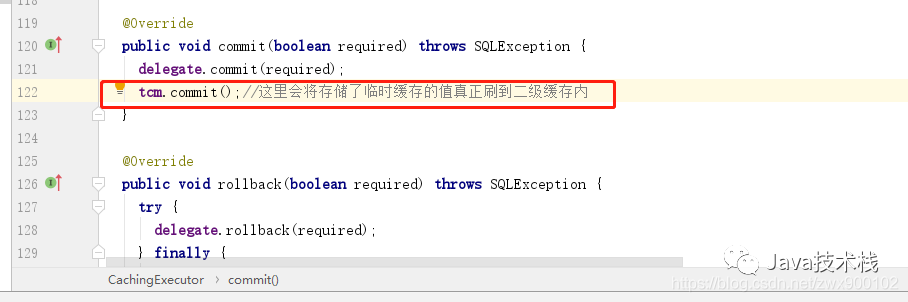 118
119 @Override
120 public void commit(boolean required) throws SQLException {
121 delegate.commit(required);
122 tcm.commit();//这里会将存储了临时缓存的值真正刷到二级缓存内
123 }
124
125 @Override
126 public void rollback(boolean required) throws SQLException {
127 try {
128 delegate.rollback(required);
129 } finally {
CachingExecutor › commit()
Java技术栈
https://blog.csdn.net/zwx900102